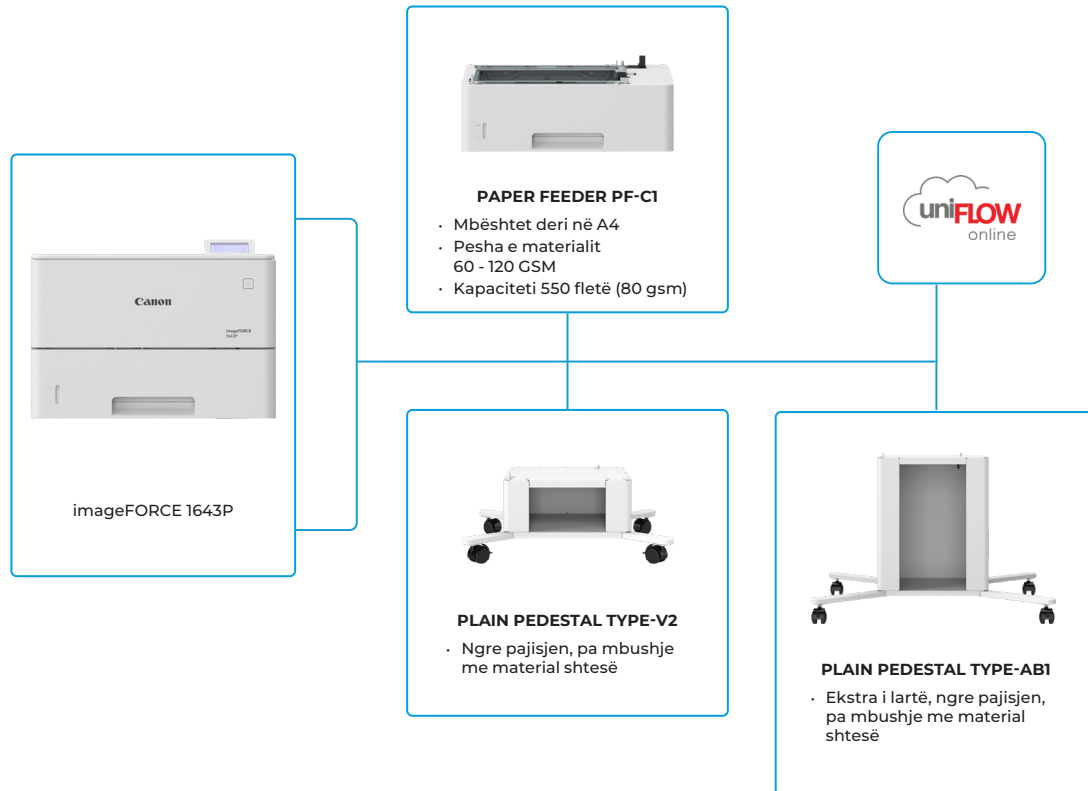 PAPER FEEDER PF-C1
· Mbështet deri në A4
· Pesha e materialit
60 - 120 GSM
· Kapaciteti 550 fletë (80 gsm)
uniFLOW
online
Canon
imageFORCE
1643P
imageFORCE 1643P
PLAIN PEDESTAL TYPE-V2
· Ngre pajisjen, pa mbushje
me material shtesë
PLAIN PEDESTAL TYPE-AB1
· Ekstra i lartë, ngre pajisjen,
pa mbushje me material
shtesë